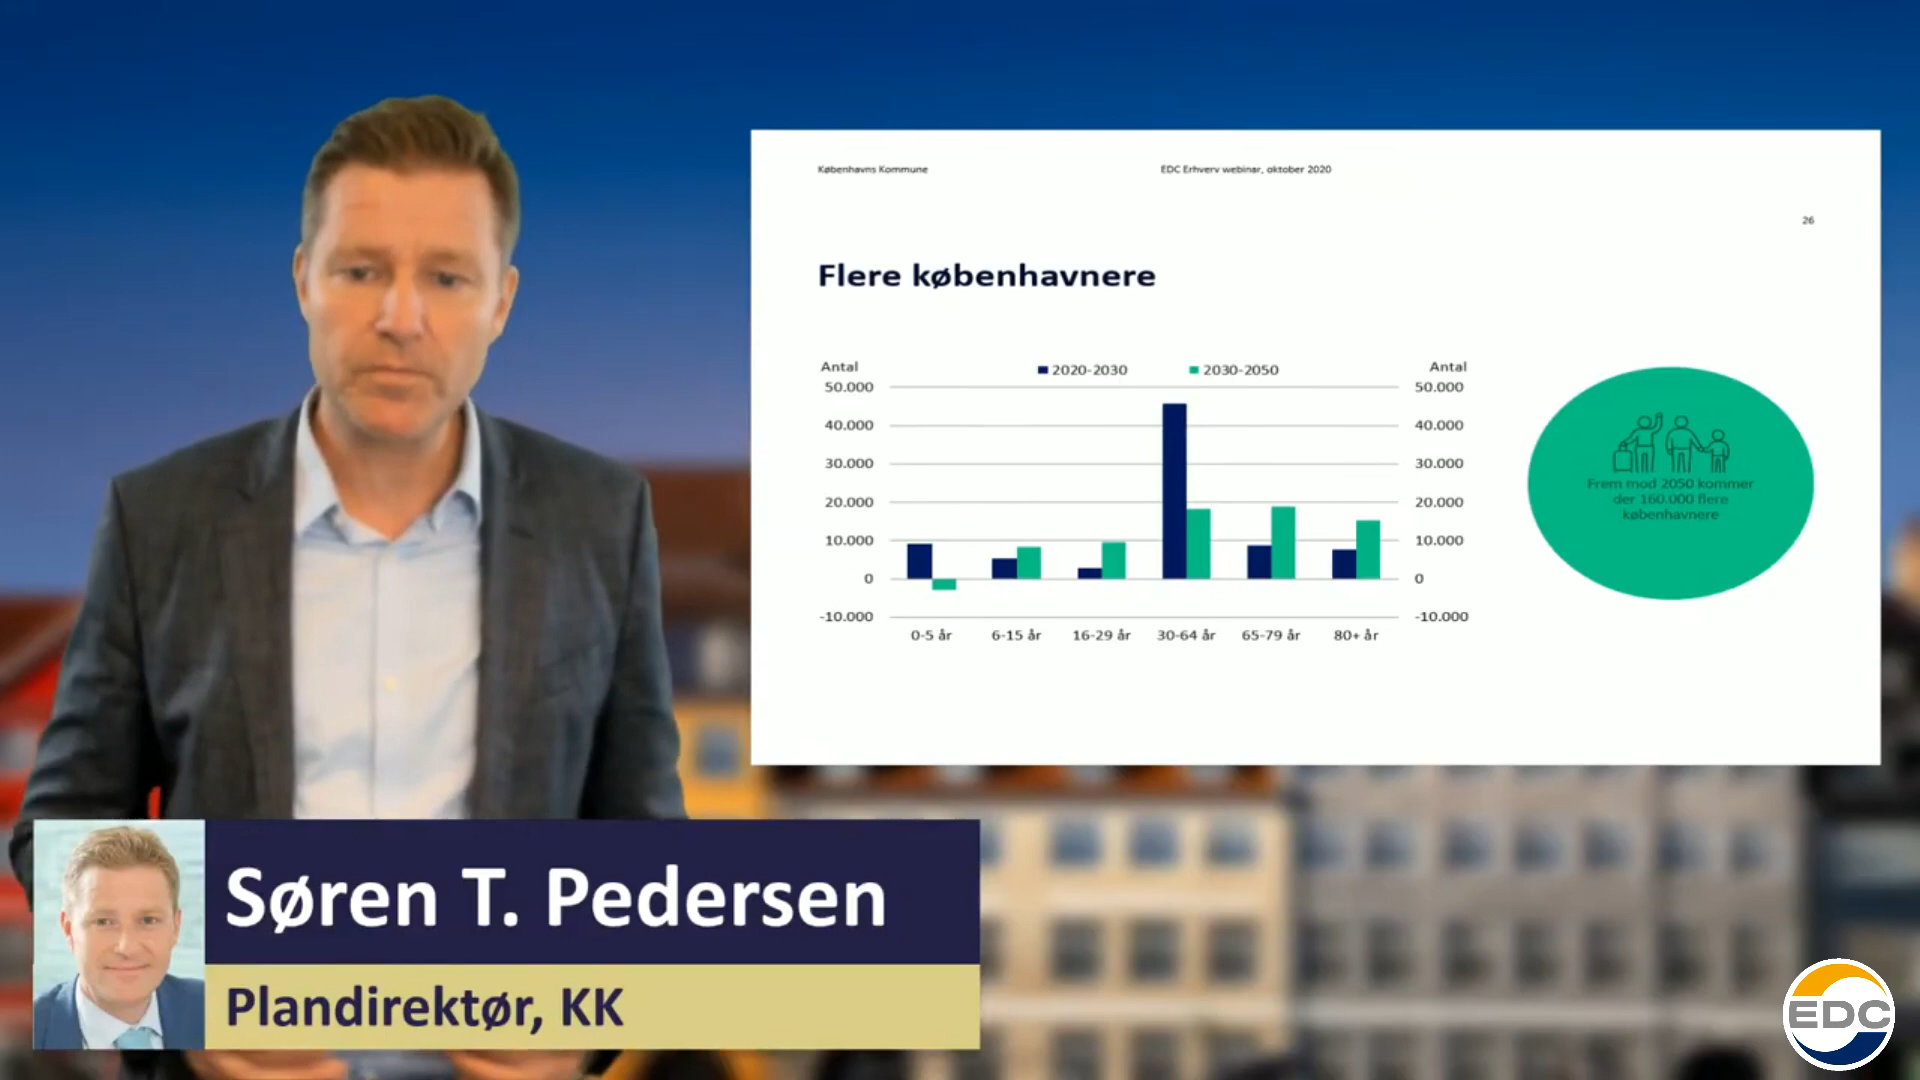 Københavns Kommune
EDC Erhverv webinar, oktober 2020
26
Flere københavnere
Antal
2020-2030
2030-2050
Antal
50.000
50.000
40.000
40.000
30.000
30.000
20.000
20.000
10.000
10.000
0
0
-10.000
-10.000
0-5 år
6-15 år
16-29 år
30-64 år
65-79 år
80+ år
Frem mod 2050 kommer
der 160.000 flere
københavnere
Søren T. Pedersen
Plandirektør, KK
EDC